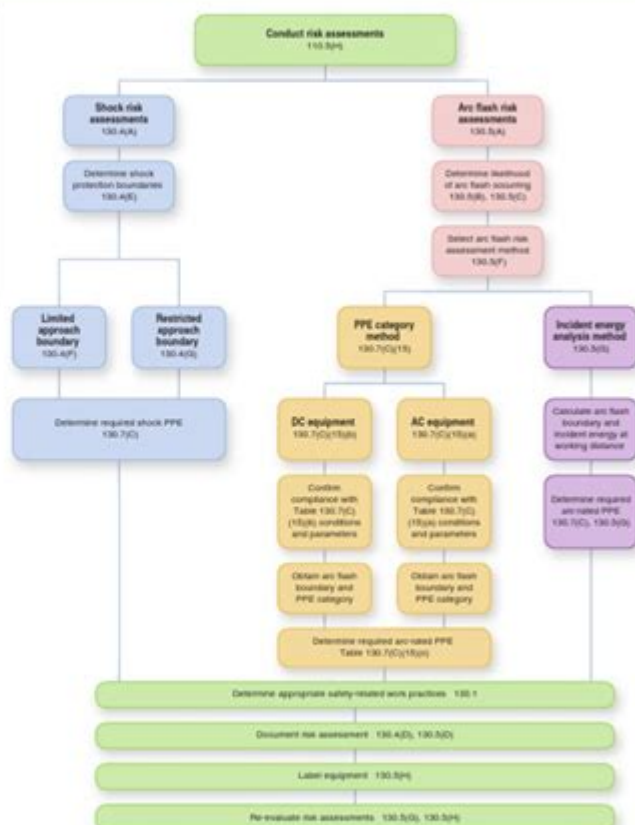 Conduct risk assessments
110.5(H)
Shock risk
assessments
130.4(A)
Arc flash risk
assessments
130.5(A)
Determine shock
protection boundaries
130.4(E)
Determine likelihood
of arc flash occurring
130.5(B), 130.5(C)
Select arc flash risk
assessment method
130.5(F)
Limited
approach
boundary
130.4(F)
Restricted
approach
boundary
130.4(G)
PPE category
method
130.7(C)(15)
Incident energy
analysis method
130.5(G)
Determine required shock PPE
130.7(C)
DC equipment
130.7(C)(15)(b)
AC equipment
130.7(C)(15)(a)
Calculate arc flash
boundary and
incident energy at
working distance
Confirm
compliance with
Table 130.7(C)
(15)(b) conditions
and parameters
Confirm
compliance with
Table 130.7(C)
(15)(a) conditions
and parameters
Determine required
arc-rated PPE
130.7(C), 130.5(G)
Obtain arc flash
boundary and
PPE category
Obtain arc flash
boundary and
PPE category
Determine required arc-rated PPE
Table 130.7(C)(15)(c)
Determine appropriate safety-related work practices 130.1
Document risk assessment 130.4(D), 130.5(D)
Label equipment 130.5(H)
Re-evaluate risk assessments 130.5(G), 130.5(H)